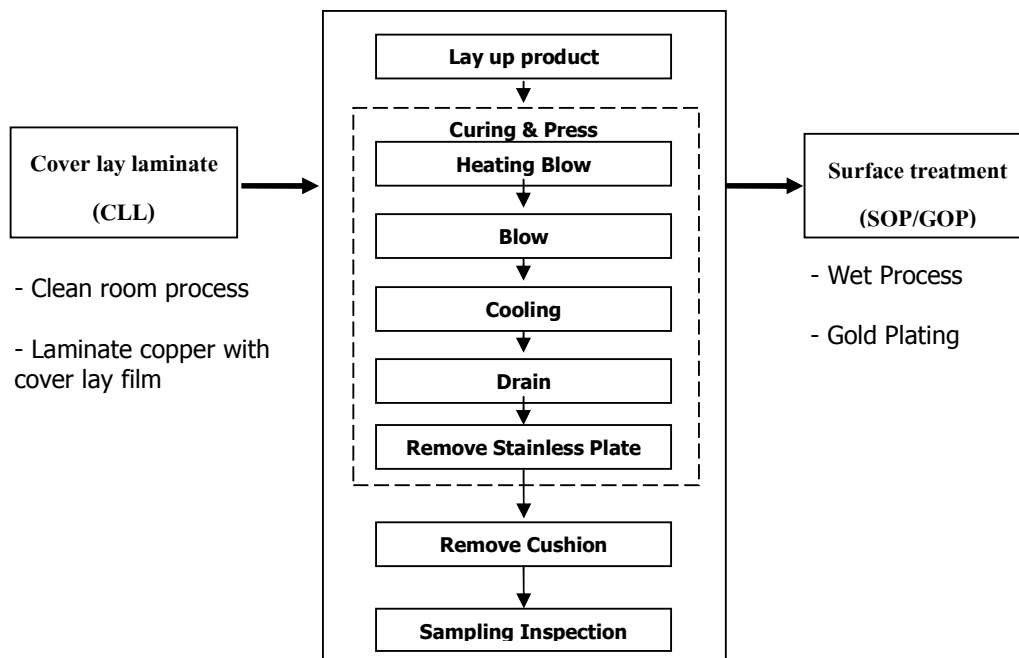 Cover lay laminate
(CLL)
- Clean room process
- Laminate copper with
cover lay film
Lay up product
Curing & Press
Heating Blow
Blow
Cooling
Drain
Remove Stainless Plate
Remove Cushion
Sampling Inspection
Surface treatment
(SOP/GOP)
- Wet Process
- Gold Plating